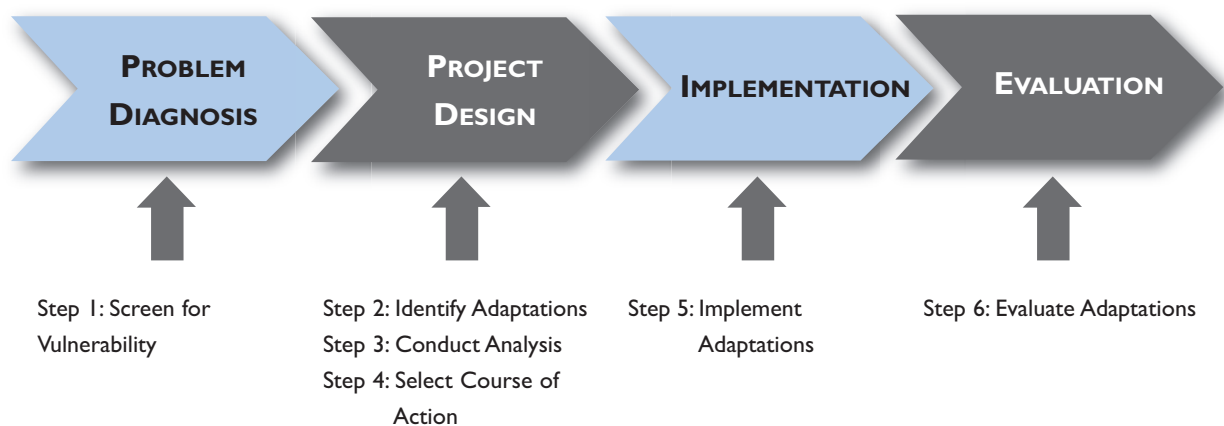 PROBLEM
DIAGNOSIS
PROJECT
DESIGN
IMPLEMENTATION
EVALUATION
Step 1: Screen for
Vulnerability
Step 2: Identify Adaptations
Step 3: Conduct Analysis
Step 4: Select Course of
Action
Step 5: Implement
Adaptations
Step 6: Evaluate Adaptations